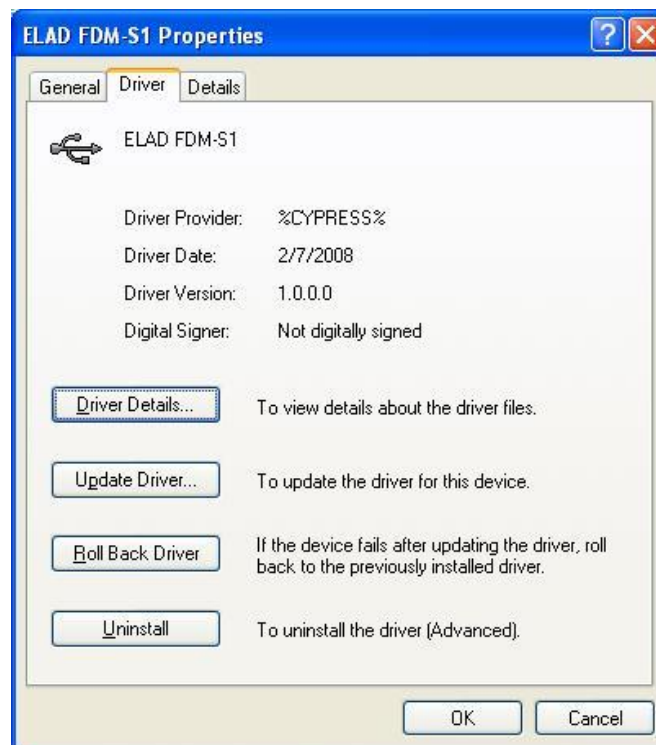 ELAD FDM-S1 Properties
General Driver Details
ELAD FDM-S1
Driver Provider: %CYPRESS%
Driver Date: 2/7/2008
Driver Version: 1.0.0.0
Digital Signer: Not digitally signed
Driver Details... To view details about the driver files.
Update Driver... To update the driver for this device.
Roll Back Driver If the device fails after updating the driver, roll
back to the previously installed driver.
Uninstall To uninstall the driver (Advanced).
OK Cancel